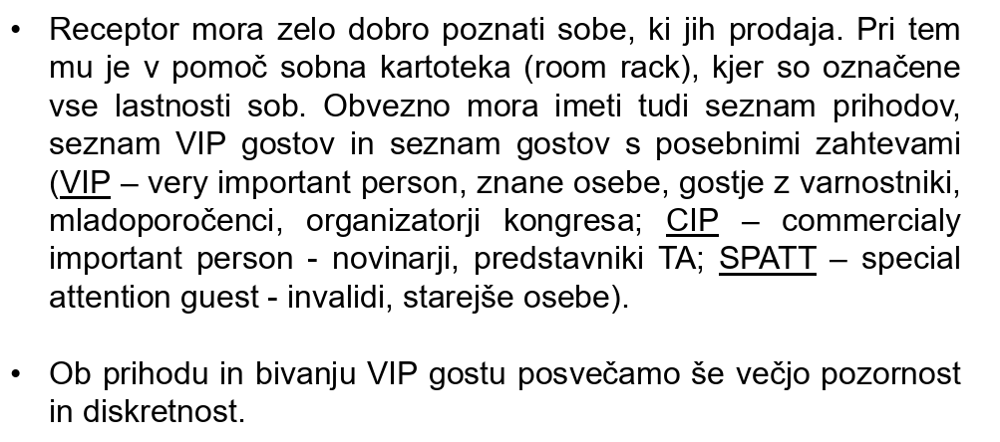 • Receptor mora zelo dobro poznati sobe, ki jih prodaja. Pri tem
mu je v pomoč sobna kartoteka (room rack), kjer so označene
vse lastnosti sob. Obvezno mora imeti tudi seznam prihodov,
seznam VIP gostov in seznam gostov s posebnimi zahtevami
(VIP – very important person, znane osebe, gostje z varnostniki,
mladoporočenci, organizatorji kongresa; CIP – commercialy
important person - novinarji, predstavniki TA; SPATT – special
attention guest - invalidi, starejše osebe).
• Ob prihodu in bivanju VIP gostu posvečamo še večjo pozornost
in diskretnost.